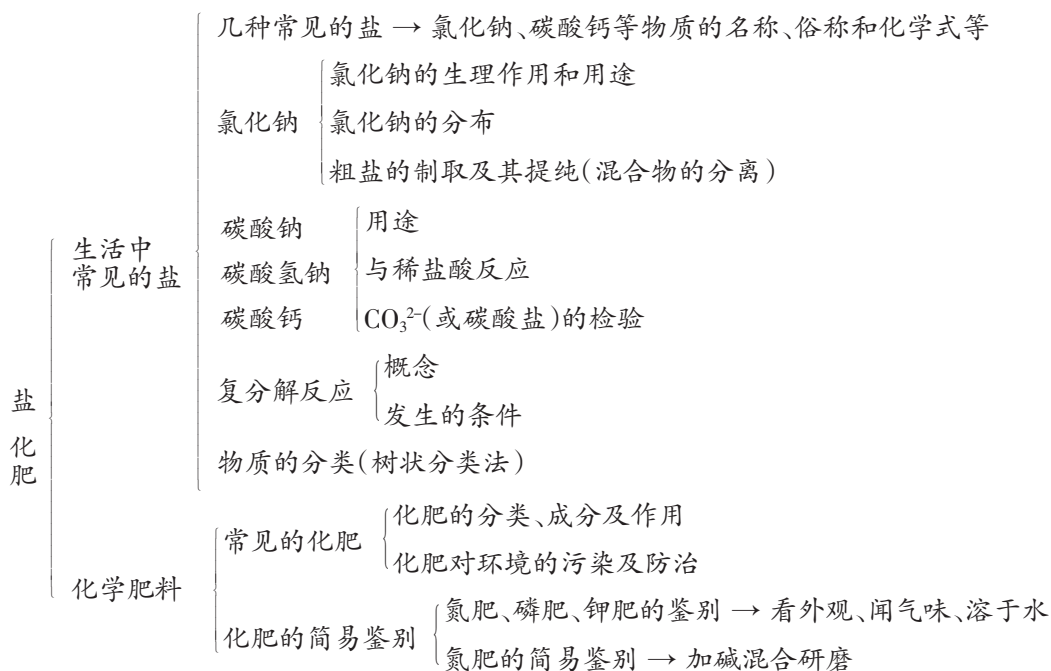 几种常见的盐 → 氯化钠、碳酸钙等物质的名称、俗称和化学式等
氯化钠的生理作用和用途
氯化钠
氯化钠的分布
粗盐的制取及其提纯(混合物的分离)
生活中
常见的盐
碳酸钠
碳酸氢钠
碳酸钙
用途
与稀盐酸反应
CO₃²⁻(或碳酸盐)的检验
复分解反应
概念
发生的条件
物质的分类(树状分类法)
盐
化
肥
化学肥料
常见的化肥
化肥的分类、成分及作用
化肥对环境的污染及防治
化肥的简易鉴别
氮肥、磷肥、钾肥的鉴别 → 看外观、闻气味、溶于水
氮肥的简易鉴别 → 加碱混合研磨